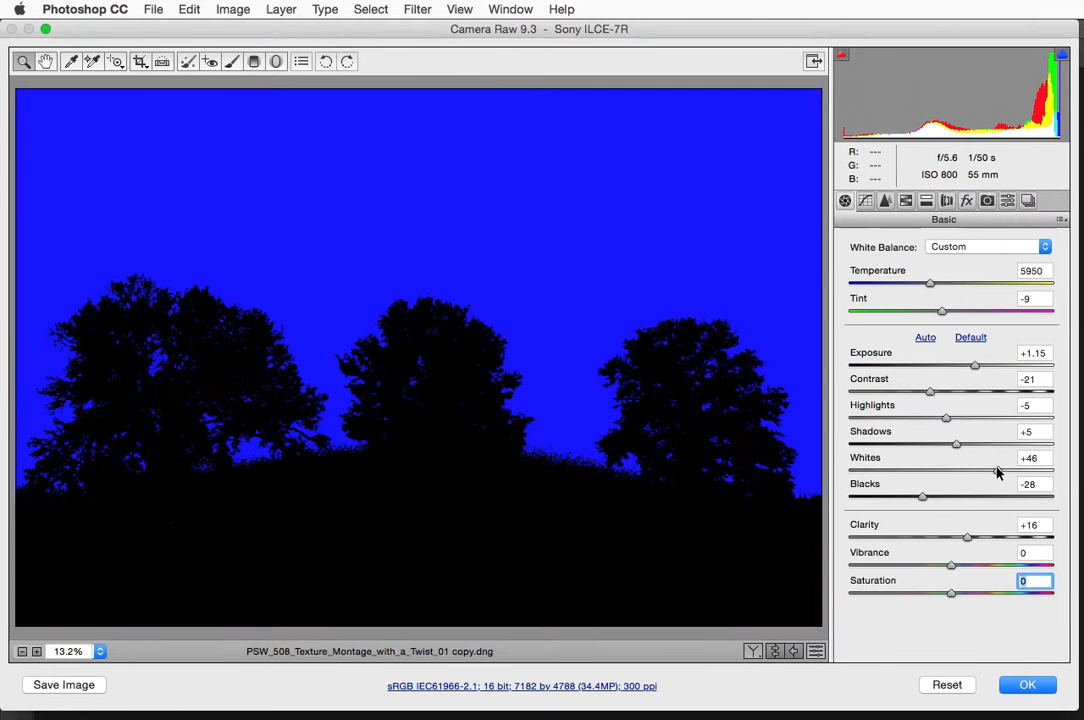 Photoshop CC File Edit Image Layer Type Select Filter View Window Help
Camera Raw 9.3 - Sony ILCE-7R
R: ---
G: ---
B: ---
f/5.6 1/50 s
ISO 800 55 mm
fx
Basic
White Balance: Custom
Temperature 5950
Tint -9
Auto Default
Exposure +1.15
Contrast -21
Highlights -5
Shadows +5
Whites +46
Blacks -28
Clarity +16
Vibrance 0
Saturation 0
13.2% PSW_508_Texture_Montage_with_a_Twist_01 copy.dng Y
Save Image sRGB IEC61966-2.1; 16 bit; 7182 by 4788 (34.4MP); 300 ppi Reset OK